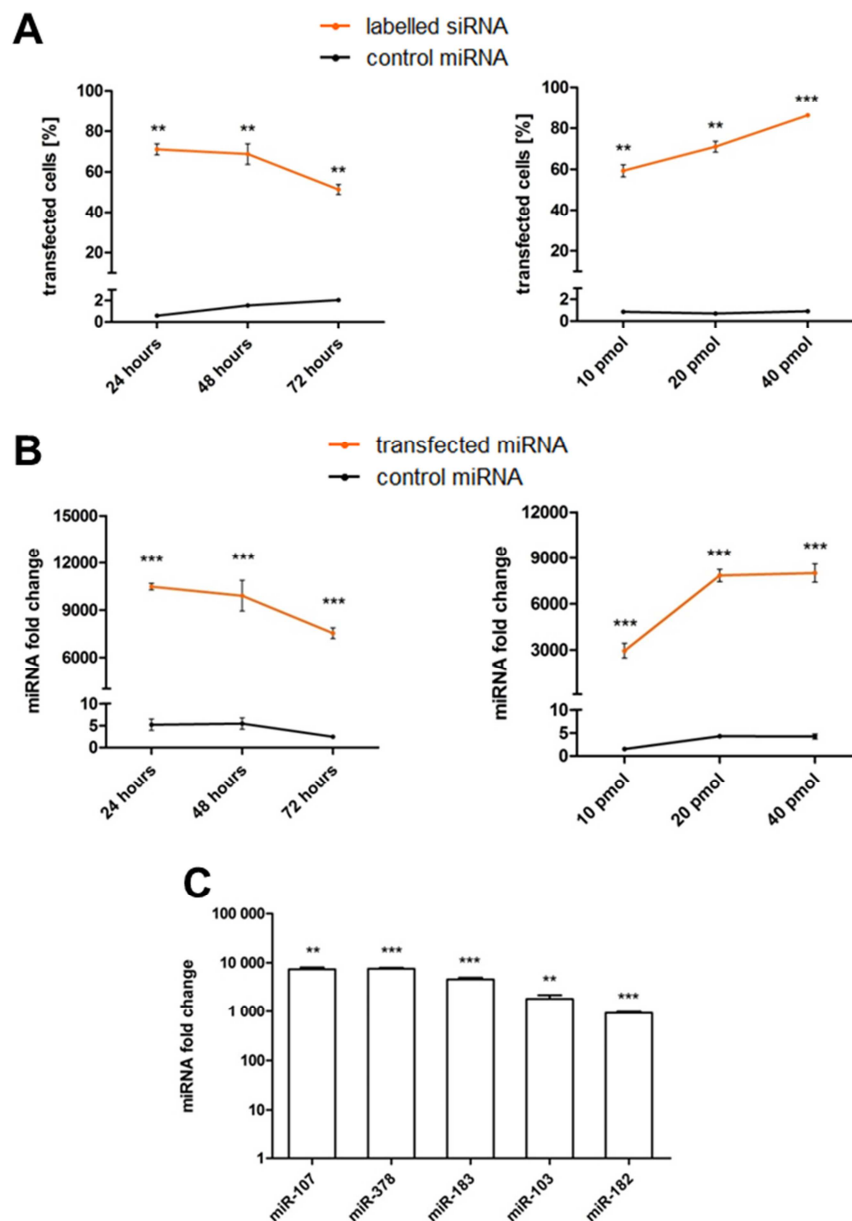 A
labelled siRNA
control miRNA
transfected cells [%]
100
80
60
40
20
2
0
** ** **
24 hours
48 hours
72 hours
transfected cells [%]
100
80
60
40
20
2
0
** ** ***
10 pmol
20 pmol
40 pmol
B
transfected miRNA
control miRNA
miRNA fold change
15000
12000
9000
6000
10
5
0
*** *** ***
24 hours
48 hours
72 hours
miRNA fold change
12000
9000
6000
3000
10
5
0
*** *** ***
10 pmol
20 pmol
40 pmol
C
miRNA fold change
100 000
10 000
1 000
100
10
1
** *** *** ** ***
miR-107
miR-378
miR-183
miR-103
miR-182